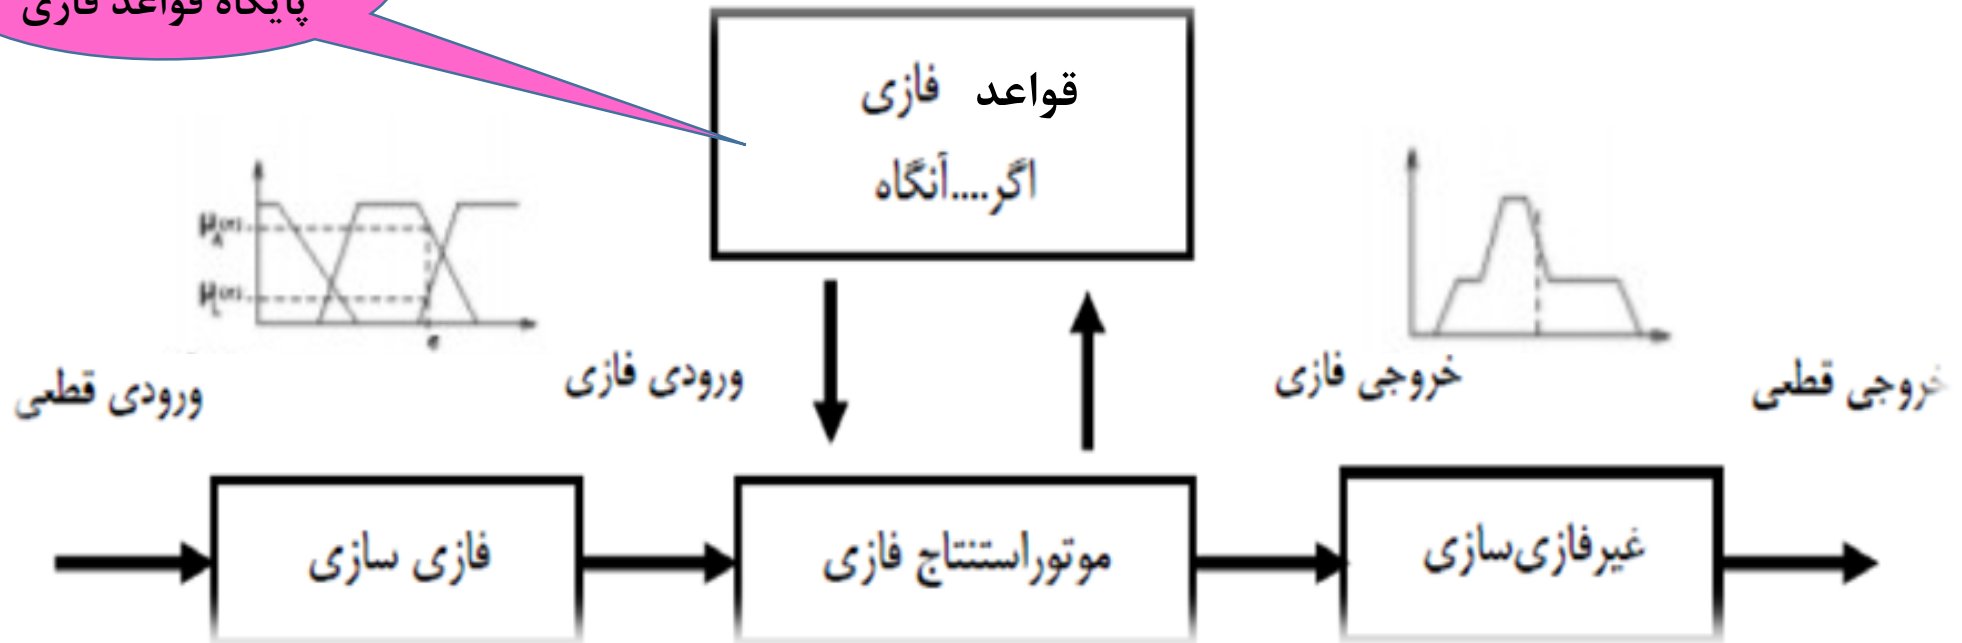 پایگاه قواعد فازی
قواعد فازی
اگر....آنگاه
ورودی قطعی
ورودی فازی
خروجی فازی
خروجی قطعی
فازی سازی
موتوراستنتاج فازی
غیرفازی‌سازی